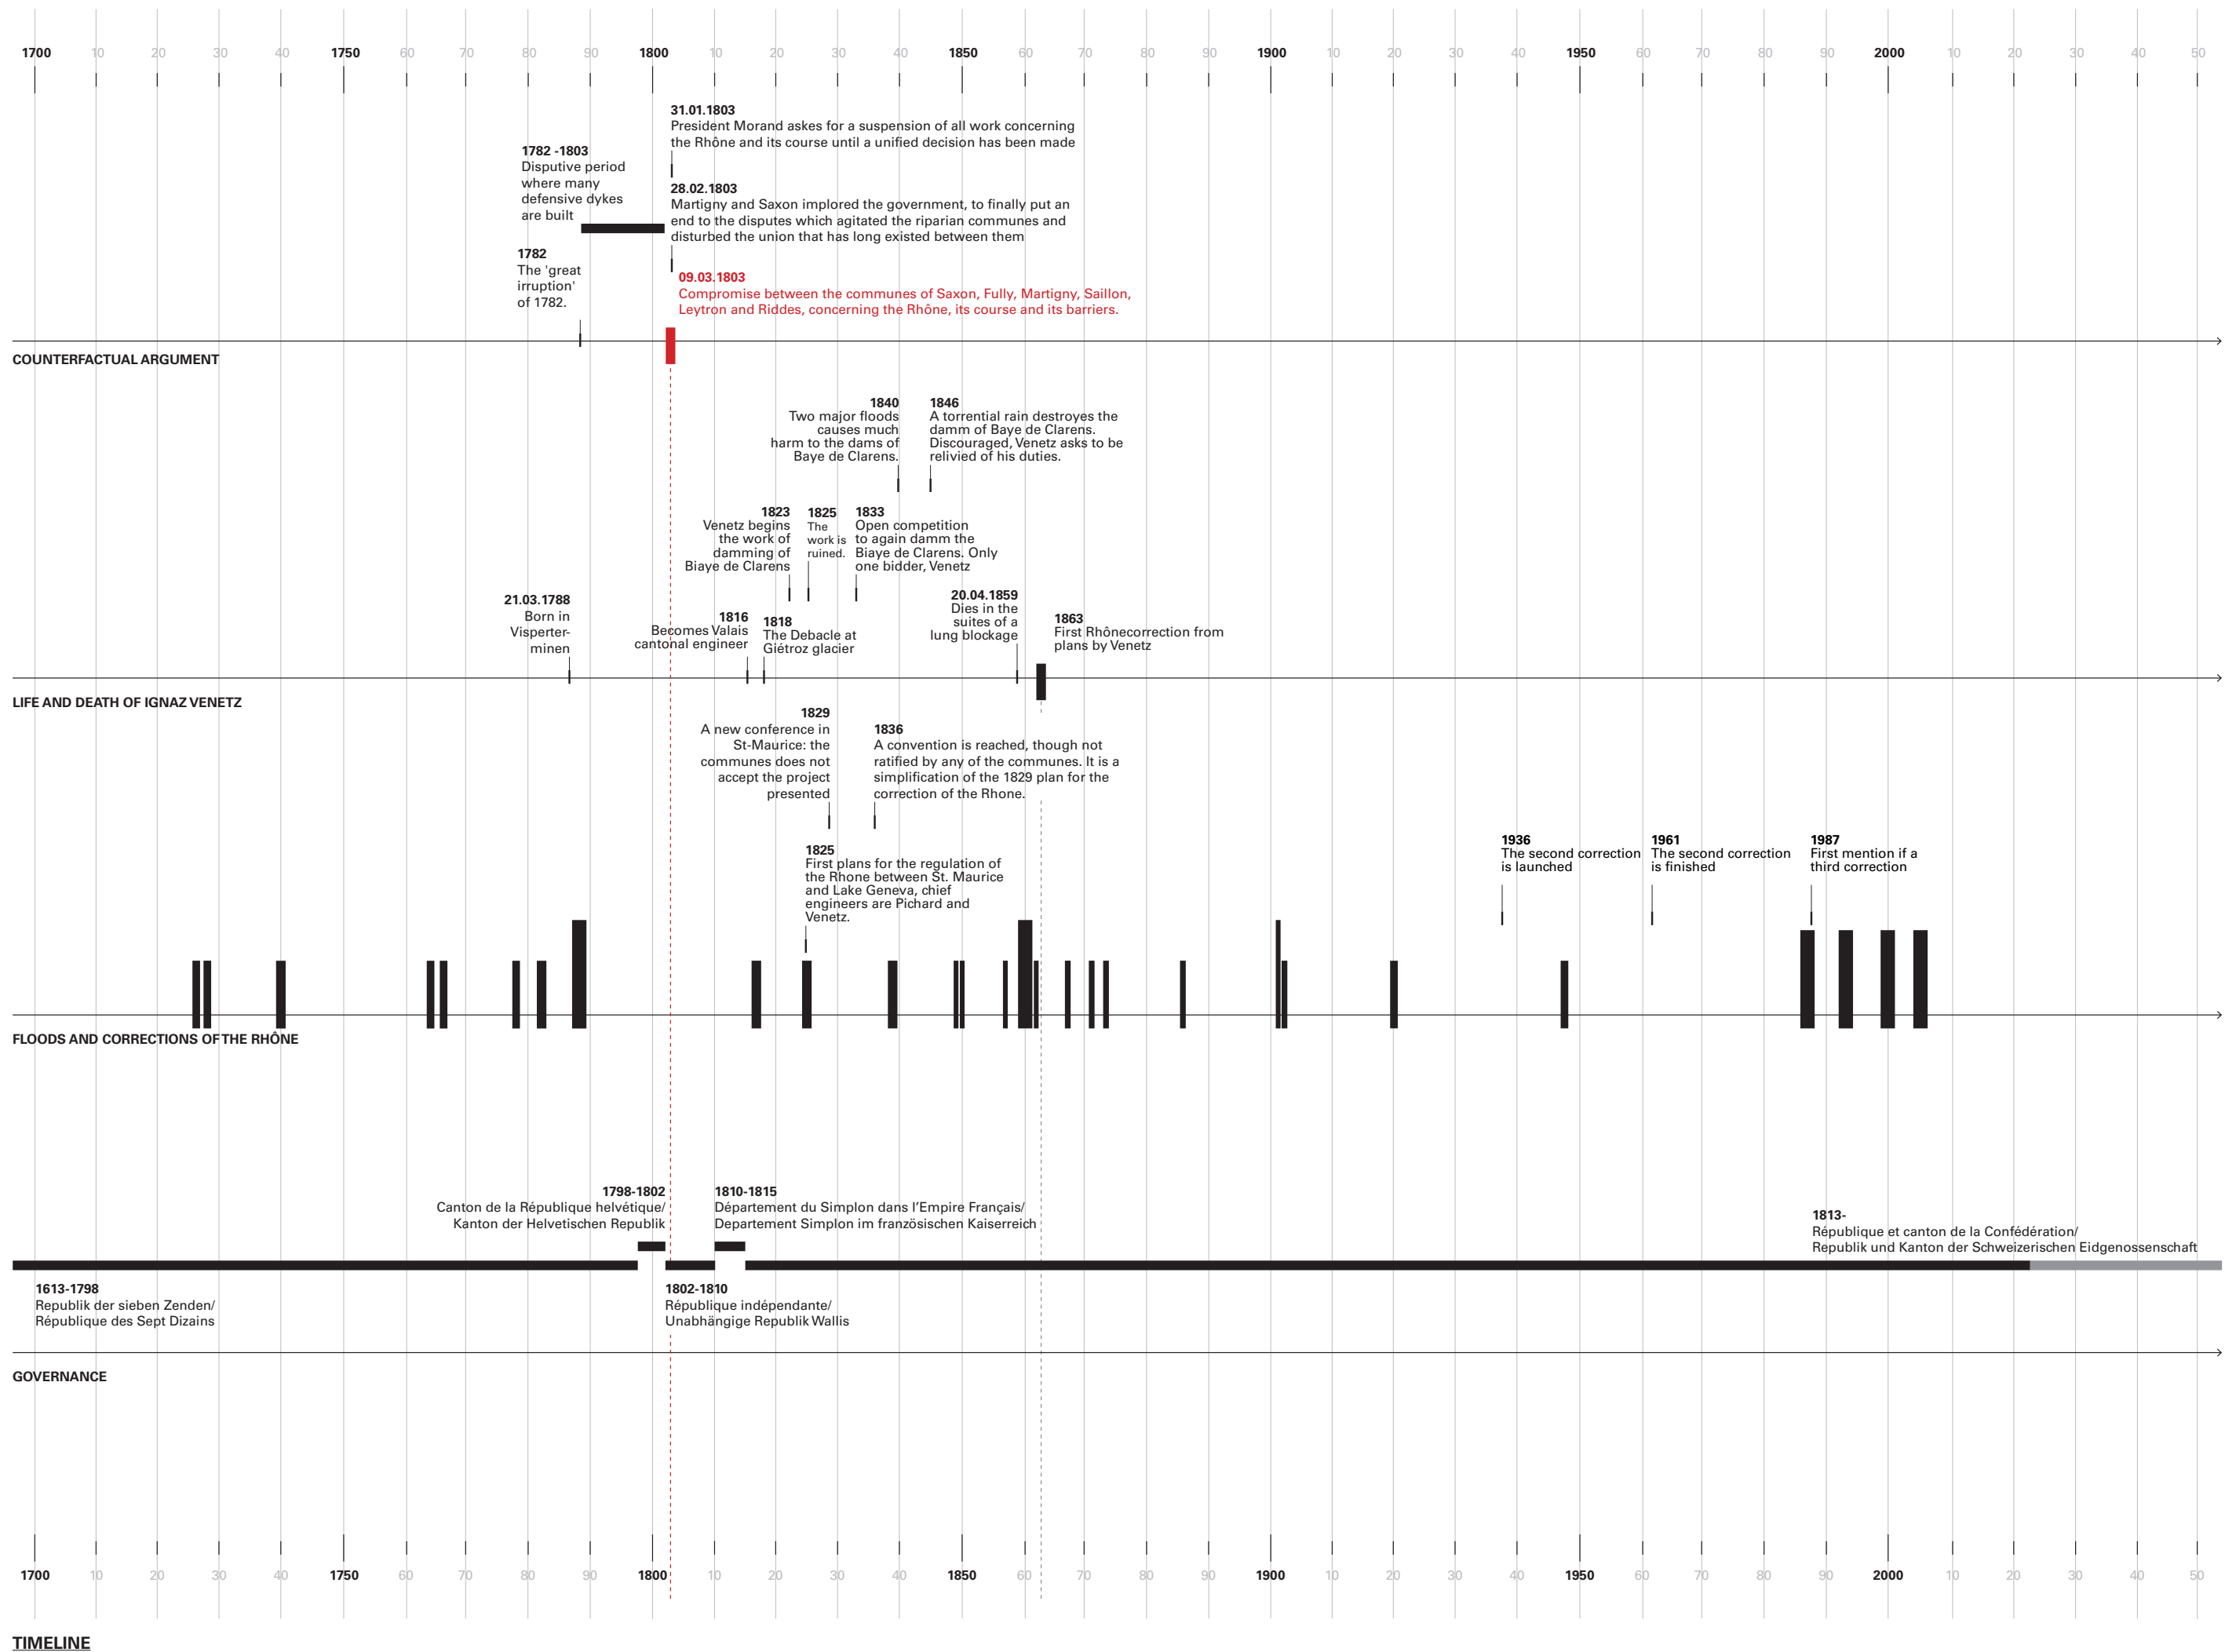 1700 10 20 30 40 1750 60 70 80 90 1800 10 20 30 40 1850 60 70 80 90 1900 10 20 30 40 1950 60 70 80 90 2000 10 20 30 40 50
31.01.1803
President Morand asks for a suspension of all work concerning
the Rhône and its course until a unified decision has been made
1782 -1803
Disputive period
where many
defensive dykes
are built
28.02.1803
Martigny and Saxon implored the government, to finally put an
end to the disputes which agitated the riparian communes and
disturbed the union that has long existed between them
1782
The 'great
irruption'
of 1782.
09.03.1803
Compromise between the communes of Saxon, Fully, Martigny, Saillon,
Leytron and Riddes, concerning the Rhône, its course and its barriers.
COUNTERFACTUAL ARGUMENT
1840
Two major floods
causes much
harm to the dams of
Baye de Clarens.
1846
A torrential rain destroyes the
damm of Baye de Clarens.
Discouraged, Venetz asks to be
relivied of his duties.
1823
Venetz begins
the work of
damming of
Biaye de Clarens
1825
The
work is
ruined.
1833
Open competition
to again damm the
Biaye de Clarens. Only
one bidder, Venetz
21.03.1788
Born in
Visperter-
minen
1816
Becomes Valais
cantonal engineer
1818
The Debacle at
Giétroz glacier
20.04.1859
Dies in the
suites of a
lung blockage
1863
First Rhônecorrection from
plans by Venetz
LIFE AND DEATH OF IGNAZ VENETZ
1829
A new conference in
St-Maurice: the
communes does not
accept the project
presented
1836
A convention is reached, though not
ratified by any of the communes. It is a
simplification of the 1829 plan for the
correction of the Rhone.
1825
First plans for the regulation of
the Rhone between St. Maurice
and Lake Geneva, chief
engineers are Pichard and
Venetz.
1936
The second correction
is launched
1961
The second correction
is finished
1987
First mention if a
third correction
FLOODS AND CORRECTIONS OF THE RHÔNE
1798-1802
Canton de la République helvétique/
Kanton der Helvetischen Republik
1810-1815
Département du Simplon dans l'Empire Français/
Departement Simplon im französischen Kaiserreich
1813-
République et canton de la Confédération/
Republik und Kanton der Schweizerischen Eidgenossenschaft
1613-1798
Republik der sieben Zenden/
République des Sept Dizains
1802-1810
République indépendante/
Unabhängige Republik Wallis
GOVERNANCE
1700 10 20 30 40 1750 60 70 80 90 1800 10 20 30 40 1850 60 70 80 90 1900 10 20 30 40 1950 60 70 80 90 2000 10 20 30 40 50
TIMELINE